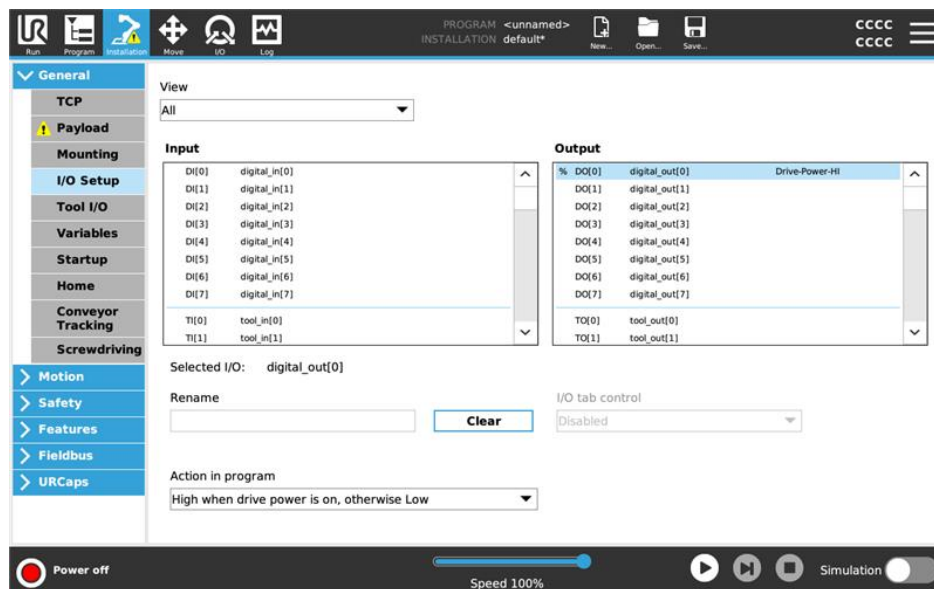 PROGRAM <unnamed>
INSTALLATION default*
CCCC
CCCC
Run
Program
Installation
Move
I/O
Log
New...
Open...
Save...
General
TCP
Payload
Mounting
I/O Setup
Tool I/O
Variables
Startup
Home
Conveyor
Tracking
Screwdriving
Motion
Safety
Features
Fieldbus
URCaps
View
All
Input
DI[0] digital_in[0]
DI[1] digital_in[1]
DI[2] digital_in[2]
DI[3] digital_in[3]
DI[4] digital_in[4]
DI[5] digital_in[5]
DI[6] digital_in[6]
DI[7] digital_in[7]
TI[0] tool_in[0]
TI[1] tool_in[1]
Output
% DO[0] digital_out[0] Drive-Power-HI
DO[1] digital_out[1]
DO[2] digital_out[2]
DO[3] digital_out[3]
DO[4] digital_out[4]
DO[5] digital_out[5]
DO[6] digital_out[6]
DO[7] digital_out[7]
TO[0] tool_out[0]
TO[1] tool_out[1]
Selected I/O: digital_out[0]
Rename
Clear
I/O tab control
Disabled
Action in program
High when drive power is on, otherwise Low
Power off
Speed 100%
Simulation